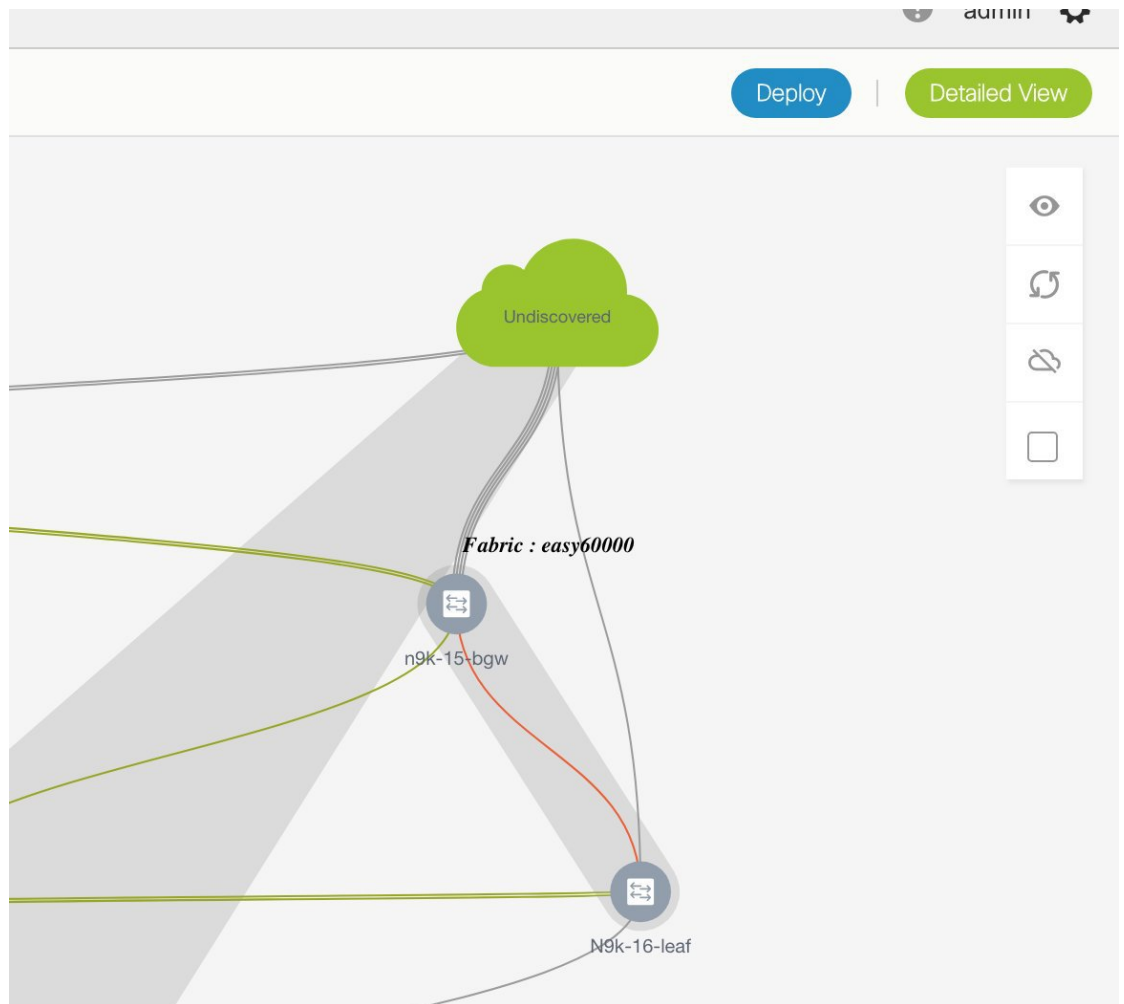 admin
Deploy
Detailed View
Undiscovered
Fabric : easy60000
n9k-15-bgw
N9k-16-leaf